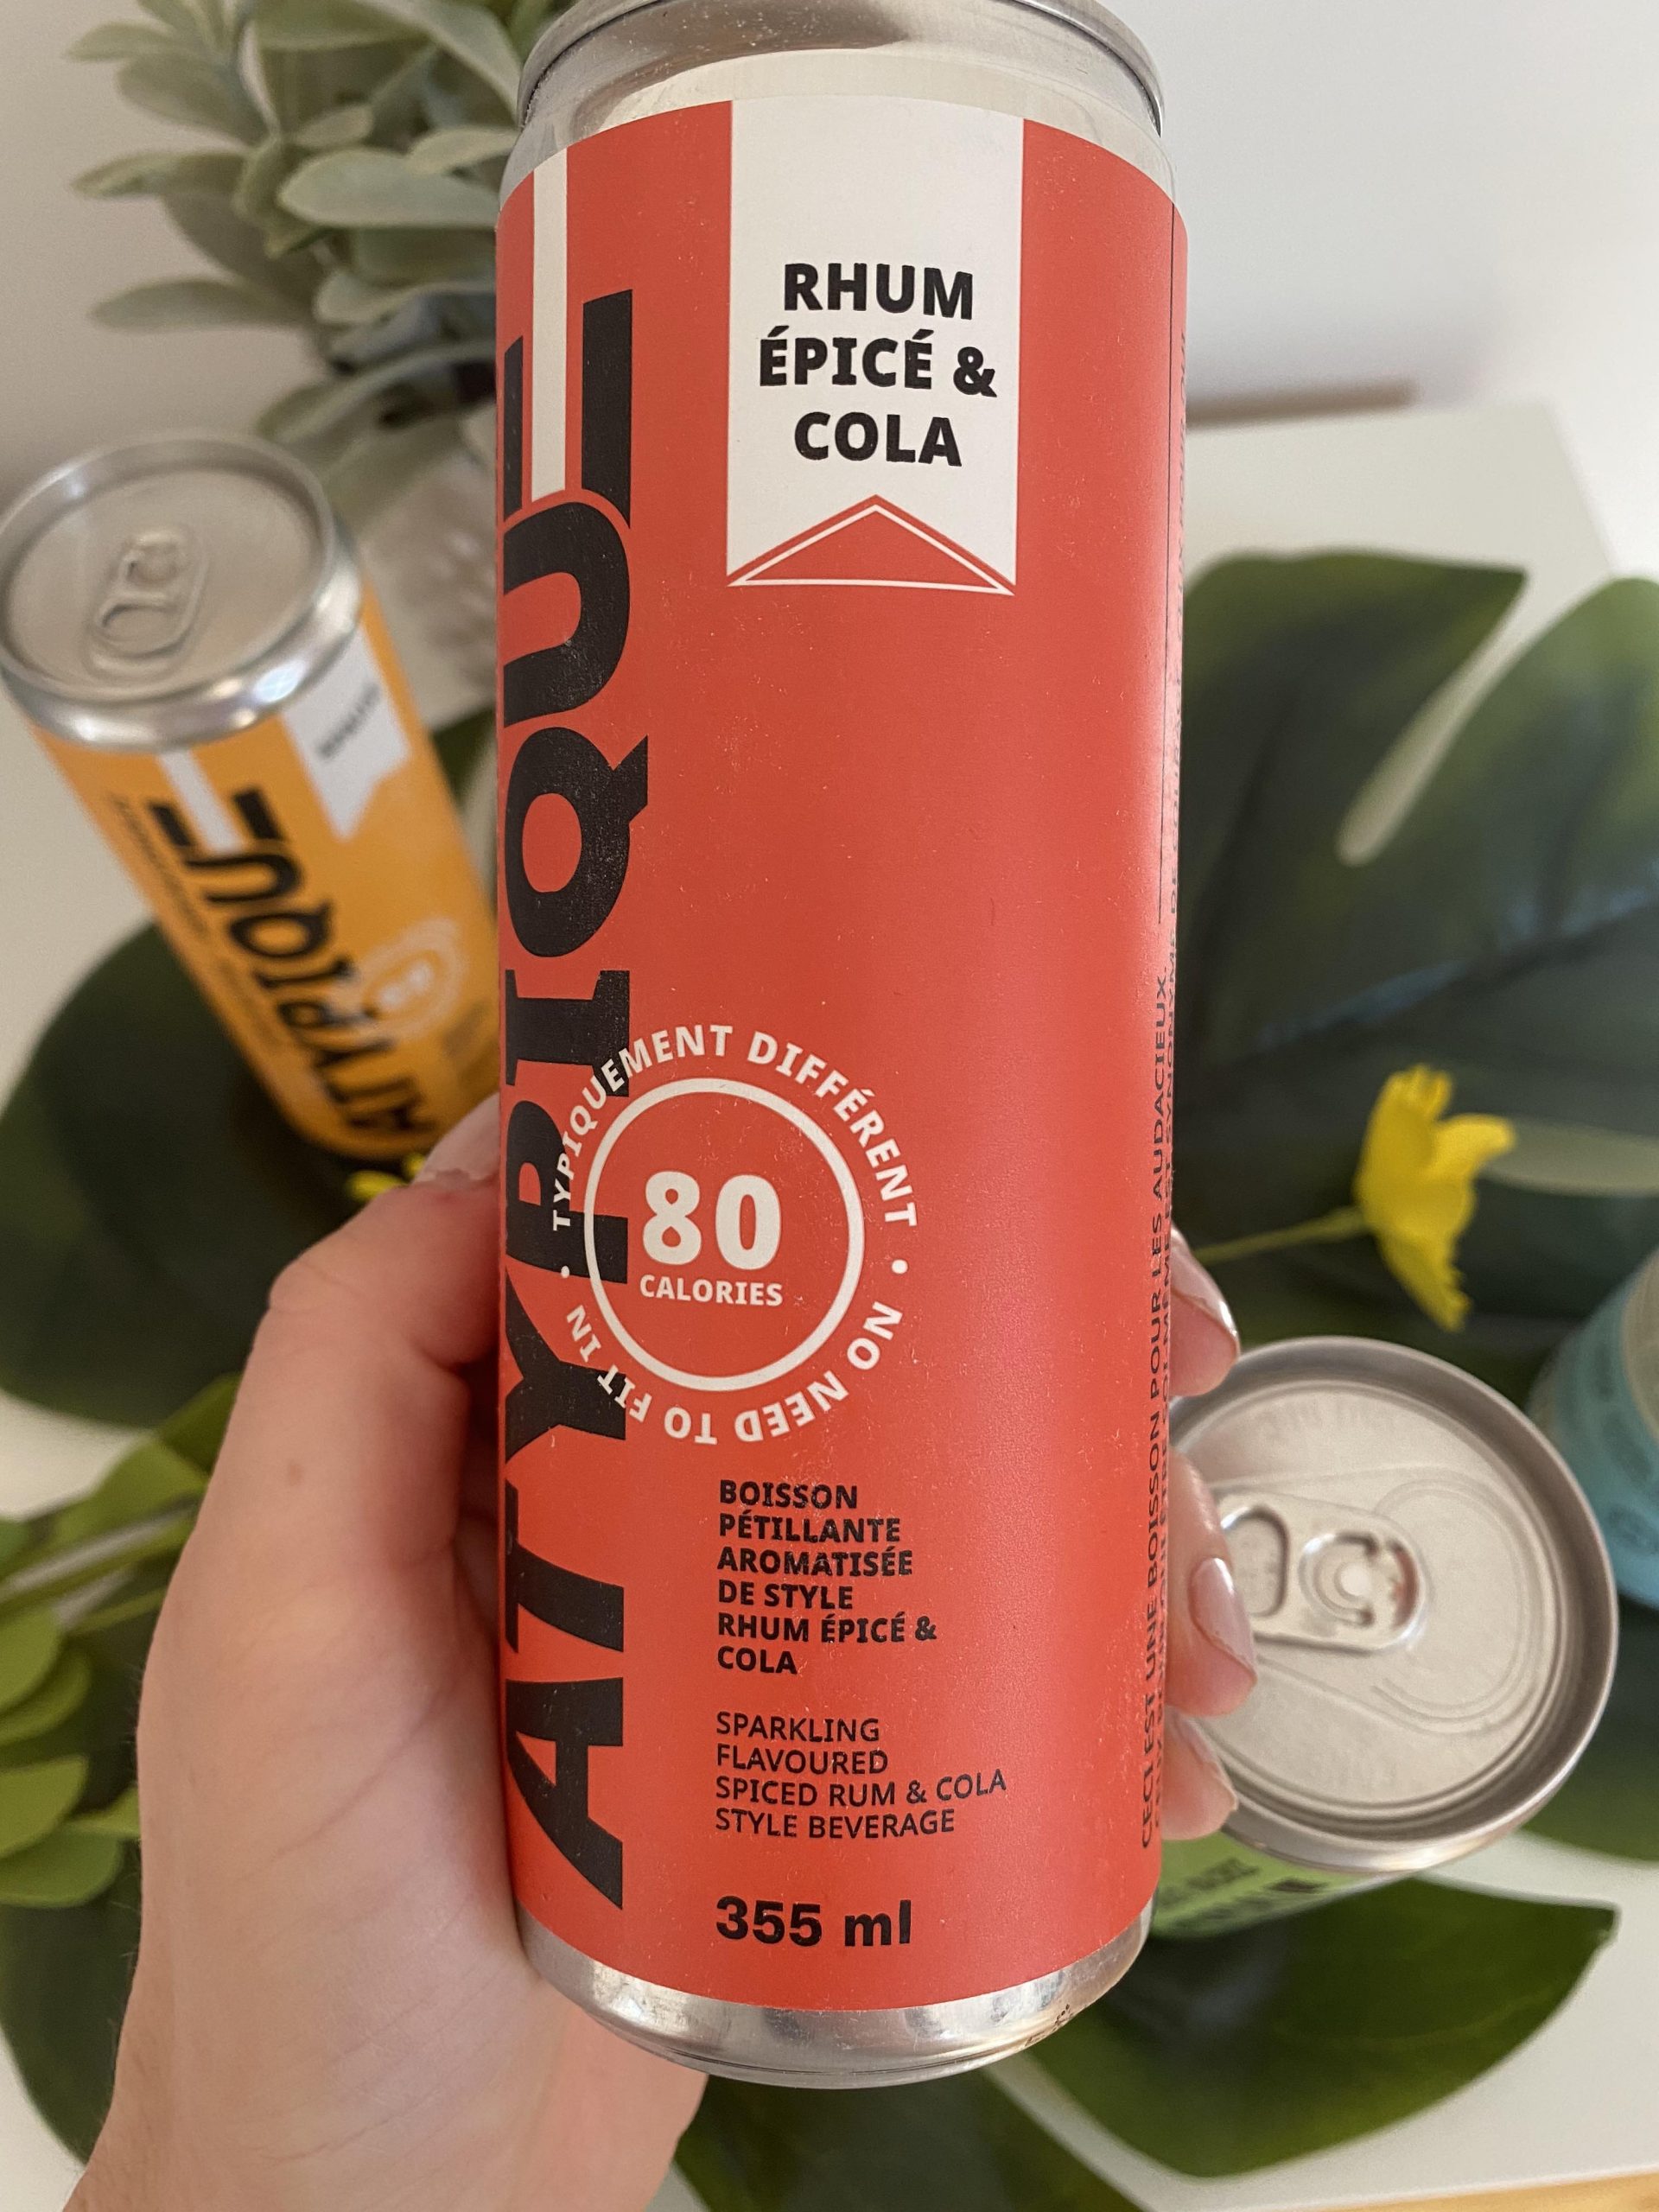 RHUM
ÉPICÉ &
COLA
ATYPIQUE
TYPIQUEMENT DIFFÉRENT • NO NEED TO FIT IN •
80
CALORIES
BOISSON
PÉTILLANTE
AROMATISÉE
DE STYLE
RHUM ÉPICÉ &
COLA
SPARKLING
FLAVOURED
SPICED RUM & COLA
STYLE BEVERAGE
355 ml
CECI EST UNE BOISSON POUR LES AUDACIEUX.
ATYPIQUE